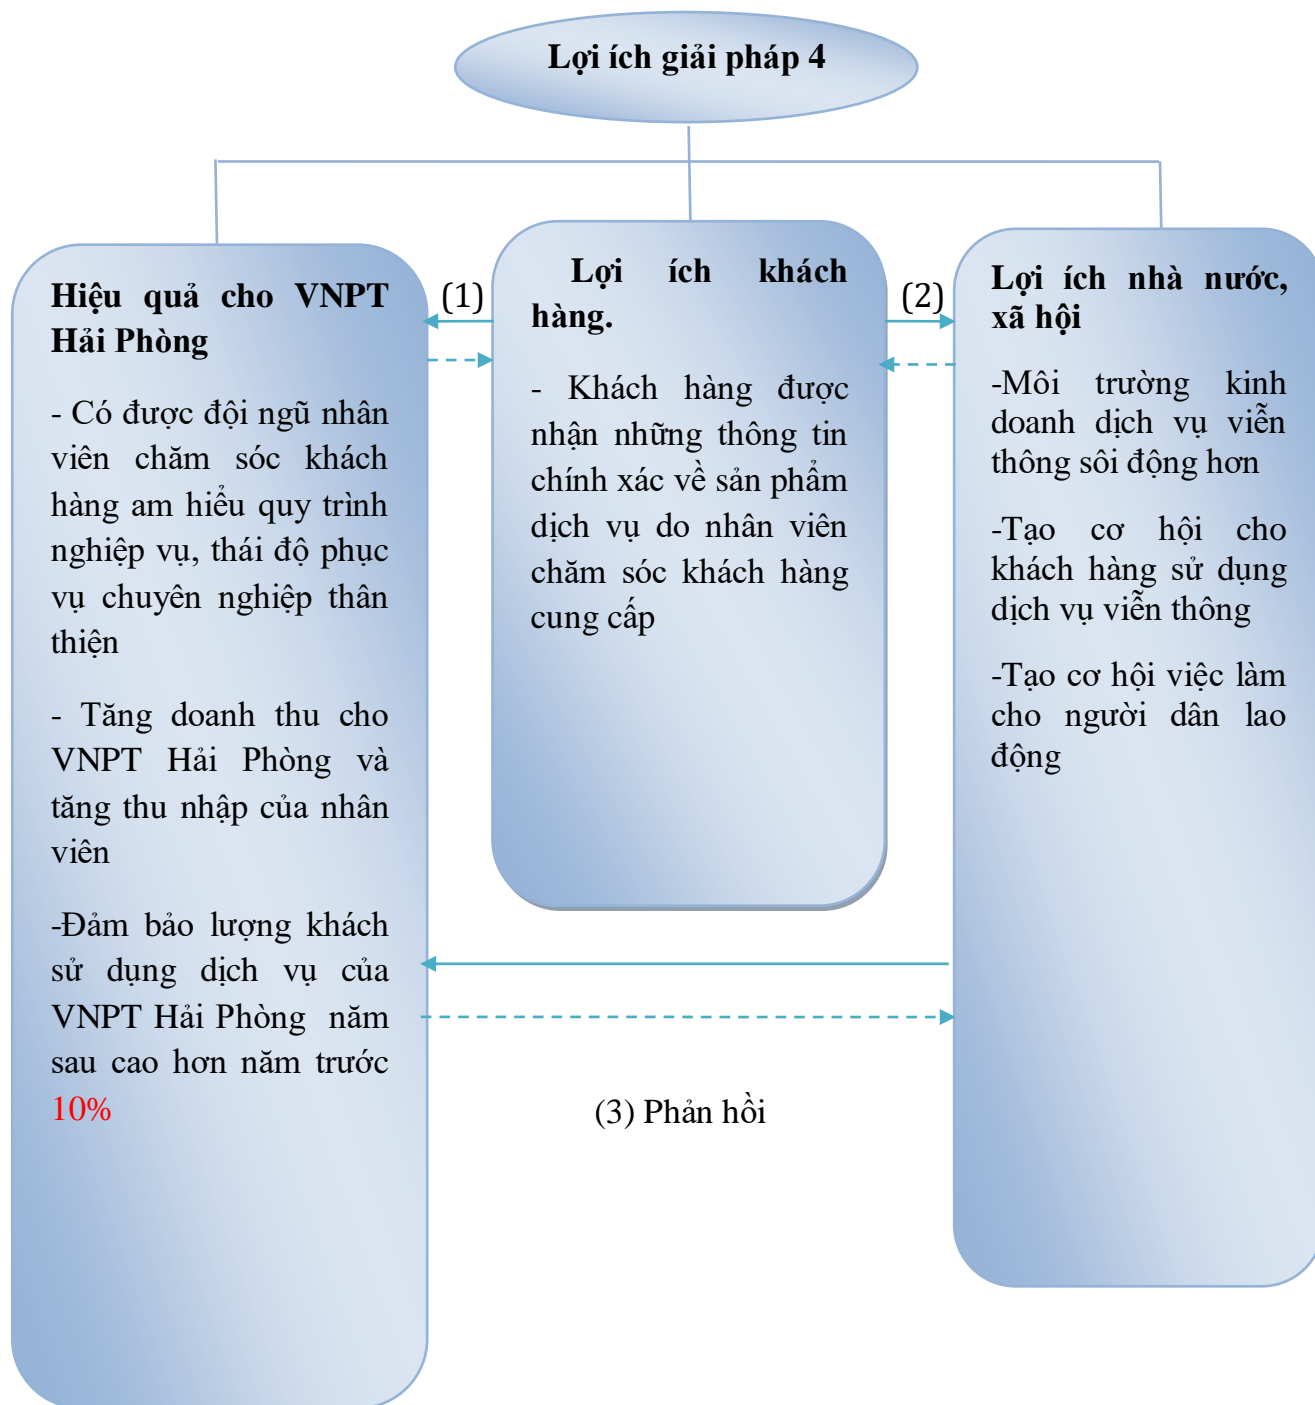 Lợi ích giải pháp 4
Hiệu quả cho VNPT
Hải Phòng
- Có được đội ngũ nhân
viên chăm sóc khách
hàng am hiểu quy trình
nghiệp vụ, thái độ phục
vụ chuyên nghiệp thân
thiện
- Tăng doanh thu cho
VNPT Hải Phòng và
tăng thu nhập của nhân
viên
-Đảm bảo lượng khách
sử dụng dịch vụ của
VNPT Hải Phòng năm
sau cao hơn năm trước
10%
(1)
Lợi ích khách
hàng.
- Khách hàng được
nhận những thông tin
chính xác về sản phẩm
dịch vụ do nhân viên
chăm sóc khách hàng
cung cấp
(2)
Lợi ích nhà nước,
xã hội
-Môi trường kinh
doanh dịch vụ viễn
thông sôi động hơn
-Tạo cơ hội cho
khách hàng sử dụng
dịch vụ viễn thông
-Tạo cơ hội việc làm
cho người dân lao
động
(3) Phản hồi